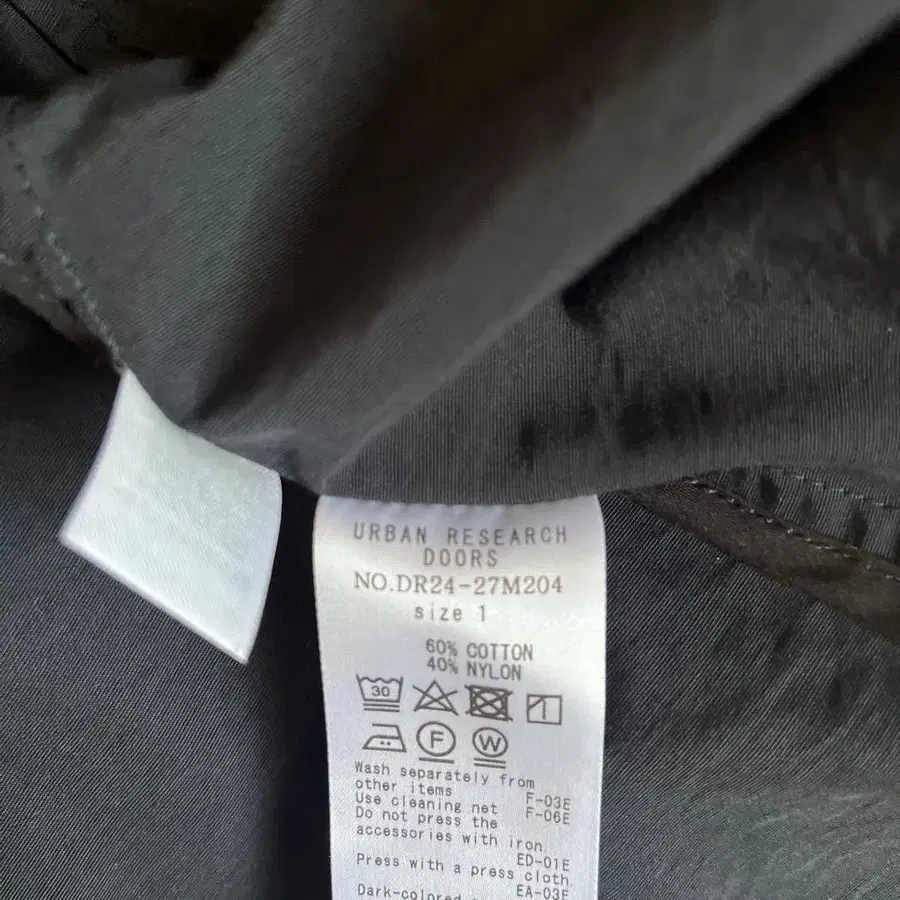 URBAN RESEARCH
DOORS
NO.DR24-27M204
size 1
60% COTTON
40% NYLON
30
F W
Wash separately from
other items F-03E
Use cleaning net F-06E
Do not press the
accessories with iron.
ED-01E
Press with a press cloth.
EA-03E
Dark-colored